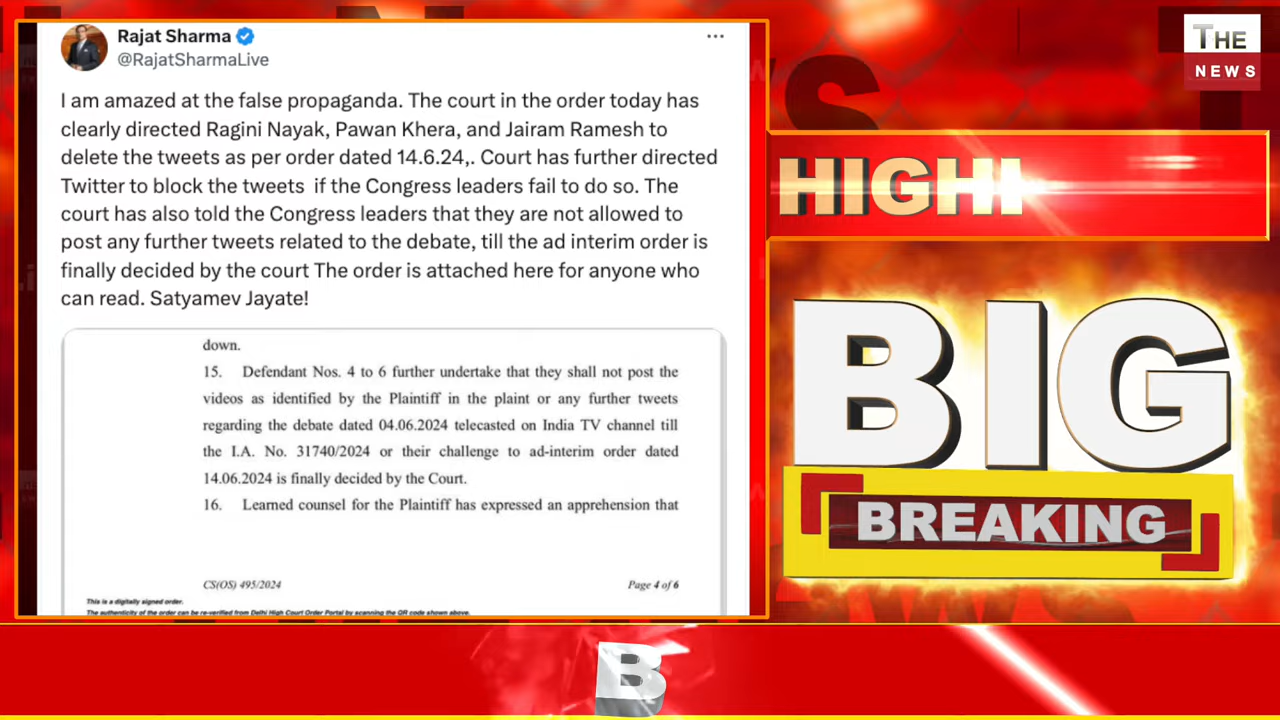 Rajat Sharma
@RajatSharmaLive
I am amazed at the false propaganda. The court in the order today has
clearly directed Ragini Nayak, Pawan Khera, and Jairam Ramesh to
delete the tweets as per order dated 14.6.24,. Court has further directed
Twitter to block the tweets if the Congress leaders fail to do so. The
court has also told the Congress leaders that they are not allowed to
post any further tweets related to the debate, till the ad interim order is
finally decided by the court The order is attached here for anyone who
can read. Satyamev Jayate!
down.
15. Defendant Nos. 4 to 6 further undertake that they shall not post the
videos as identified by the Plaintiff in the plaint or any further tweets
regarding the debate dated 04.06.2024 telecasted on India TV channel till
the I.A. No. 31740/2024 or their challenge to ad-interim order dated
14.06.2024 is finally decided by the Court.
16. Learned counsel for the Plaintiff has expressed an apprehension that
CS(OS) 495/2024 Page 4 of 6
This is a digitally signed order.
The authenticity of the order can be re-verified from Delhi High Court Order Portal by scanning the QR code shown above.
THE
NEWS
HIGHI
BIG
BREAKING
B